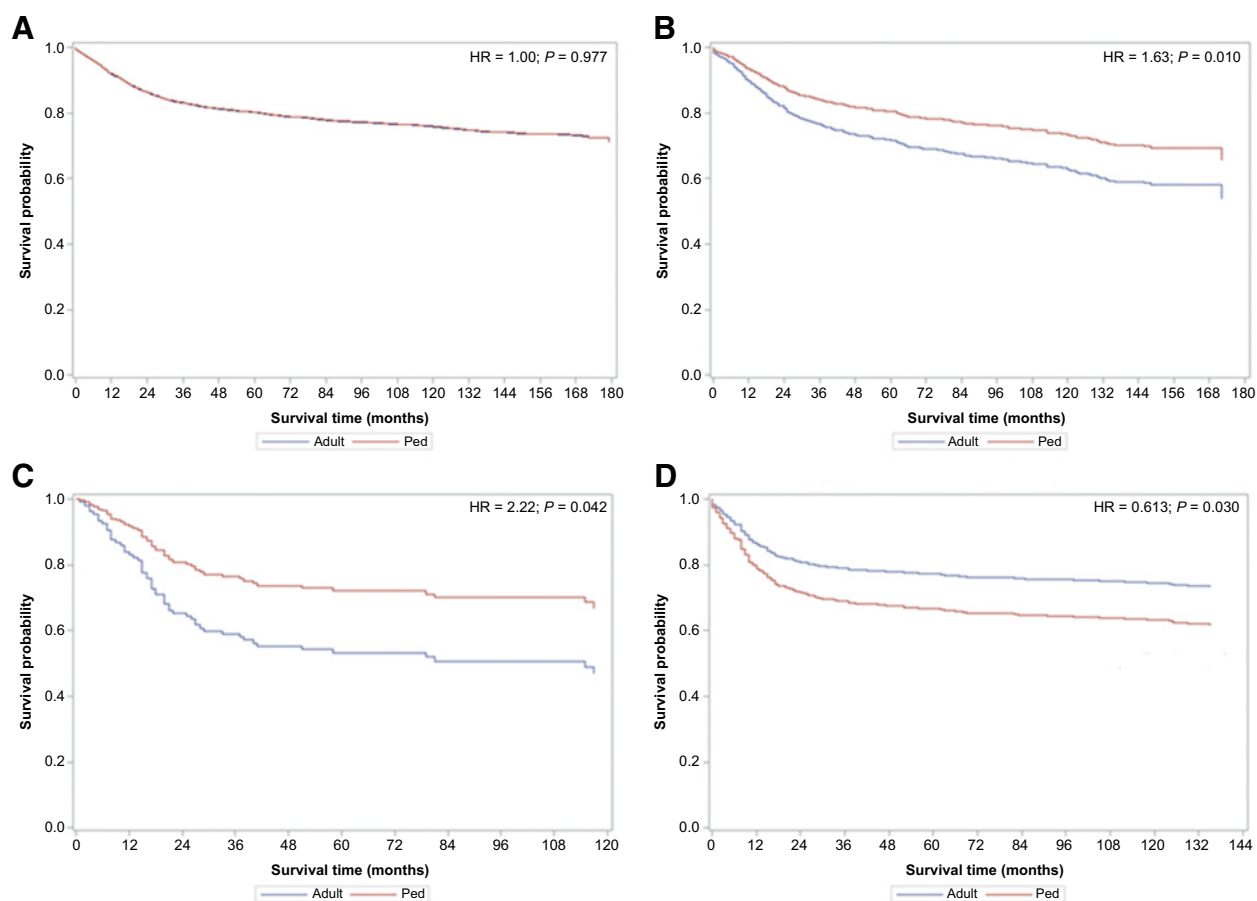 A
HR = 1.00; P = 0.977
1.0
0.8
0.6
0.4
0.2
0.0
Survival probability
0 12 24 36 48 60 72 84 96 108 120 132 144 156 168 180
Survival time (months)
Adult Ped
B
HR = 1.63; P = 0.010
1.0
0.8
0.6
0.4
0.2
0.0
Survival probability
0 12 24 36 48 60 72 84 96 108 120 132 144 156 168 180
Survival time (months)
Adult Ped
C
HR = 2.22; P = 0.042
1.0
0.8
0.6
0.4
0.2
0.0
Survival probability
0 12 24 36 48 60 72 84 96 108 120
Survival time (months)
Adult Ped
D
HR = 0.613; P = 0.030
1.0
0.8
0.6
0.4
0.2
0.0
Survival probability
0 12 24 36 48 60 72 84 96 108 120 132 144
Survival time (months)
Adult Ped